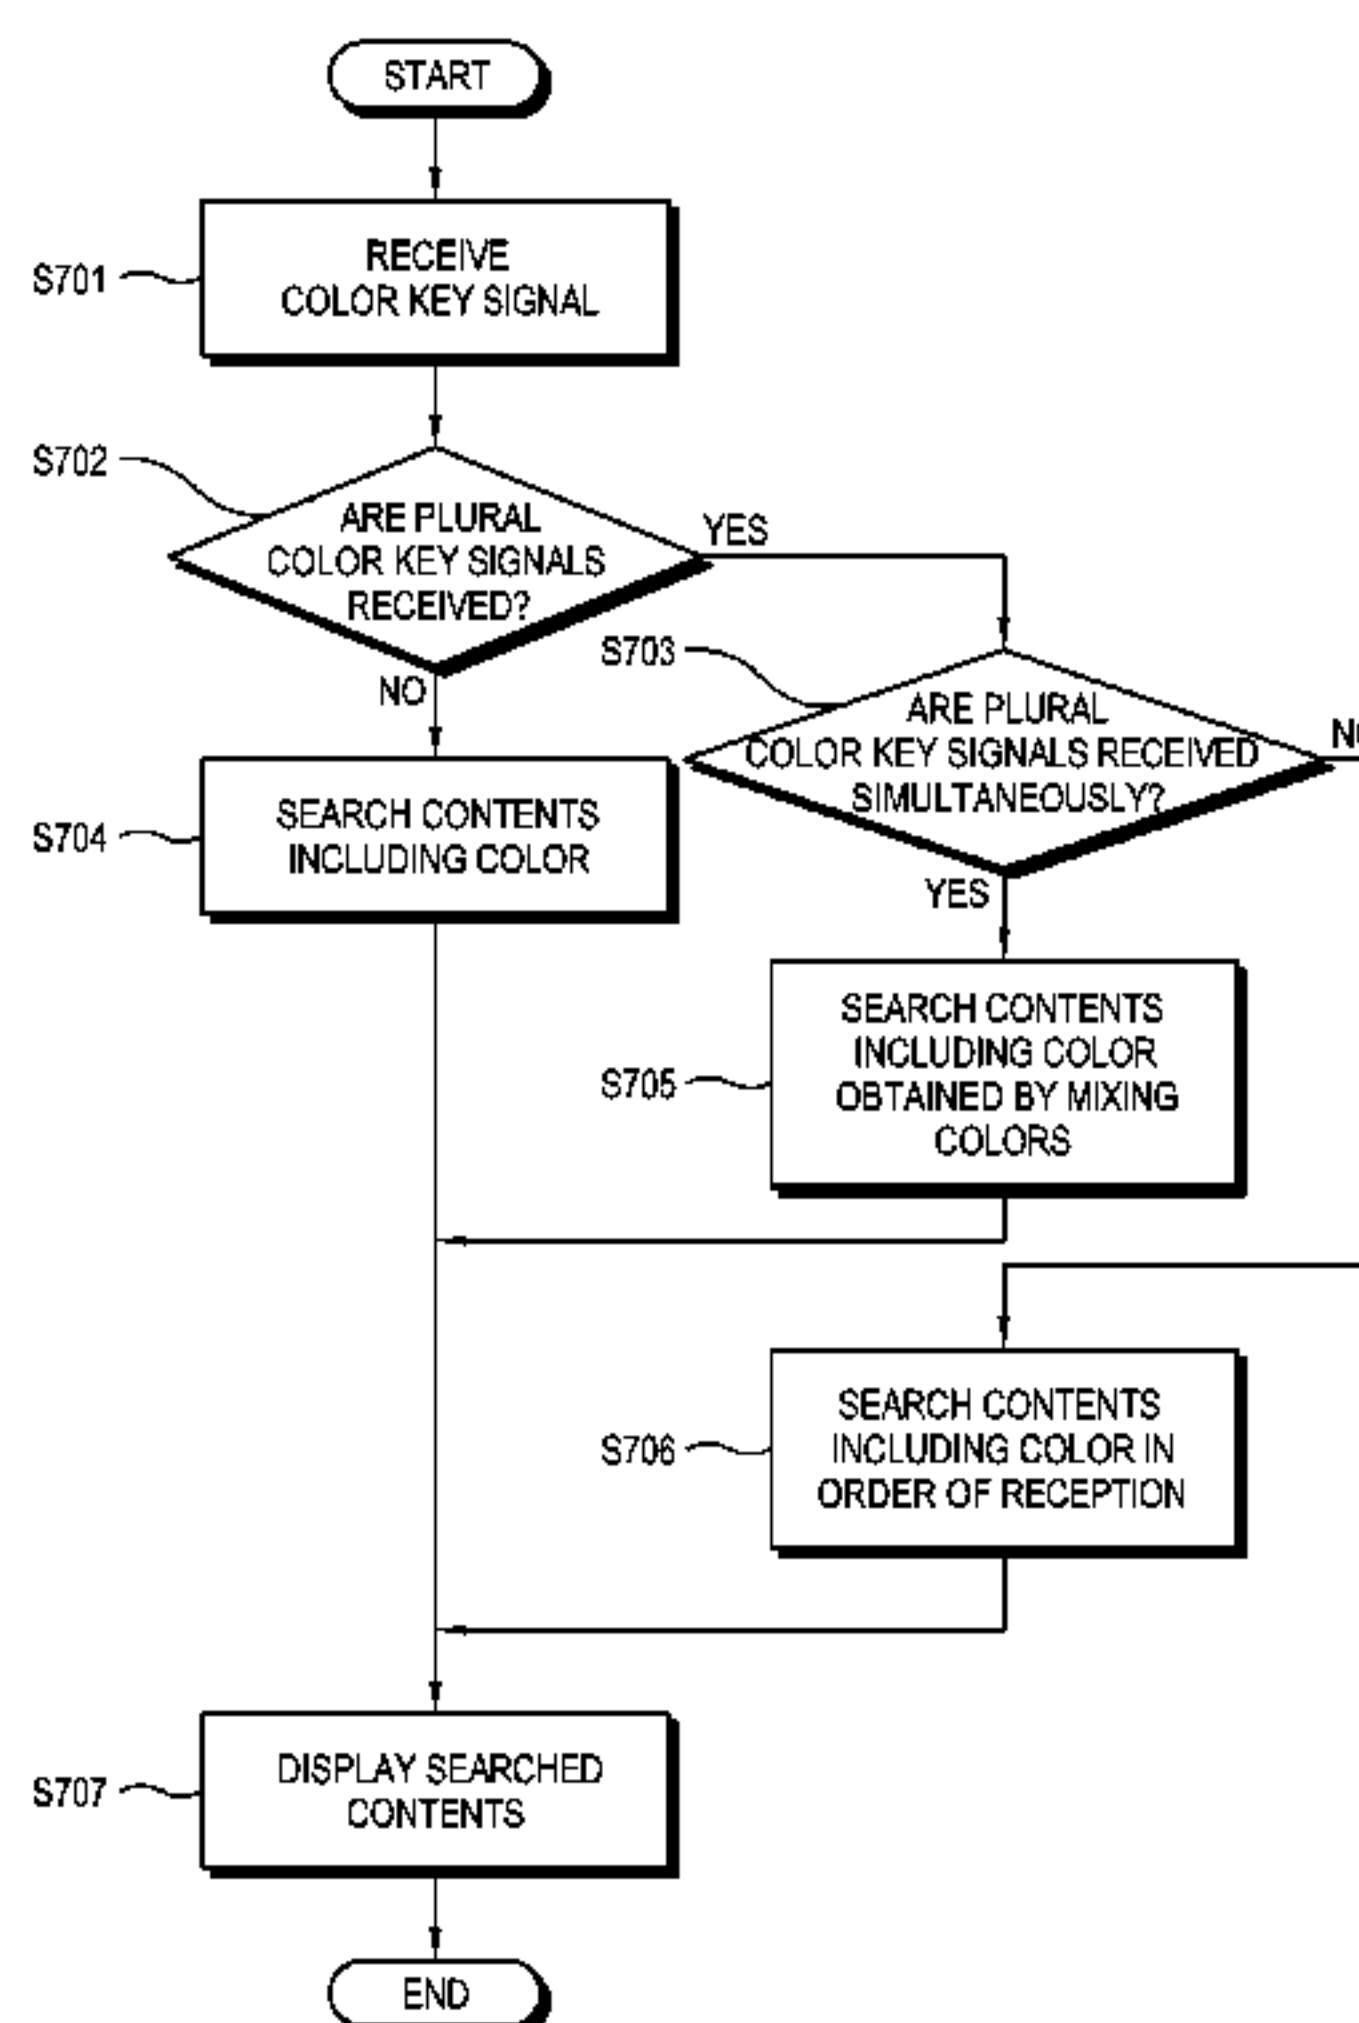 START
S701
RECEIVE
COLOR KEY SIGNAL
S702
ARE PLURAL
COLOR KEY SIGNALS
RECEIVED?
YES
NO
S703
ARE PLURAL
COLOR KEY SIGNALS RECEIVED
SIMULTANEOUSLY?
NO
YES
S704
SEARCH CONTENTS
INCLUDING COLOR
S705
SEARCH CONTENTS
INCLUDING COLOR
OBTAINED BY MIXING
COLORS
S706
SEARCH CONTENTS
INCLUDING COLOR IN
ORDER OF RECEPTION
S707
DISPLAY SEARCHED
CONTENTS
END